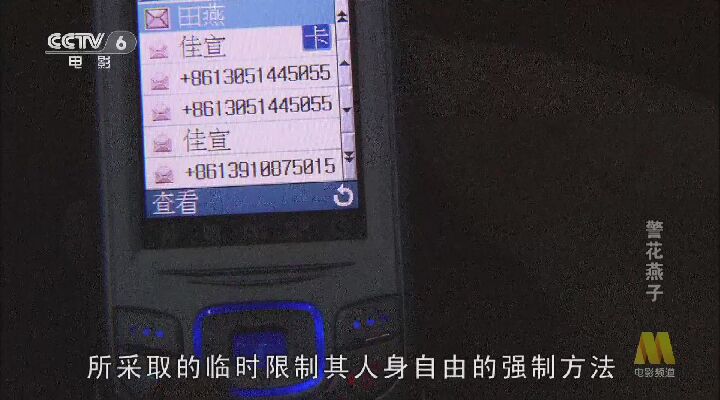 CCTV 6
电影
田燕
佳宣
卡
+8613051445055
+8613051445055
佳宣
+8613910875015
查看
警花燕子
所采取的临时限制其人身自由的强制方法
M
电影频道